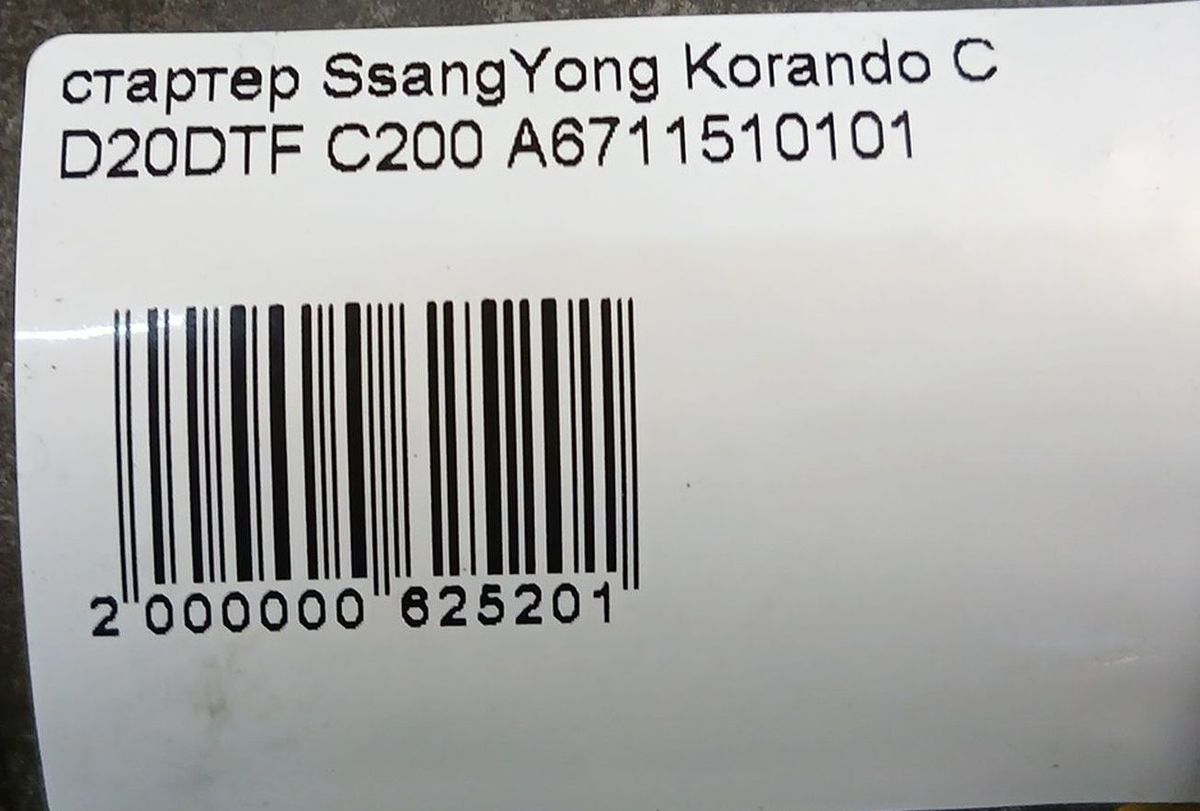 стартер SsangYong Korando C
D20DTF C200 A6711510101
2 000000 625201